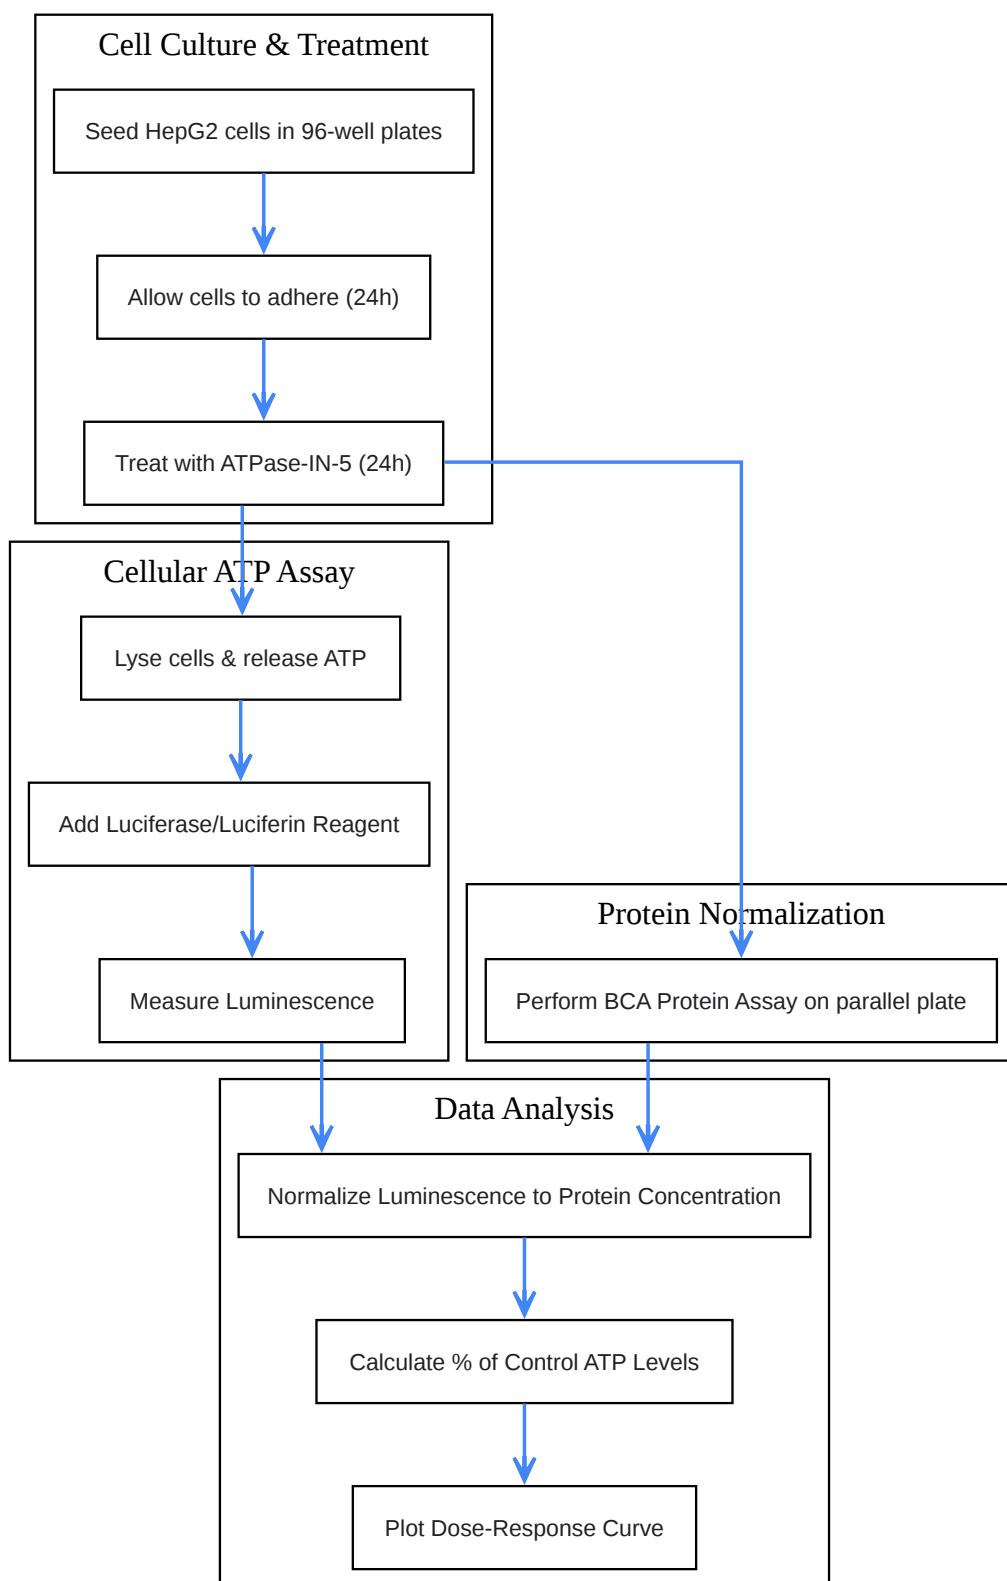 Cell Culture & Treatment
Seed HepG2 cells in 96-well plates
Allow cells to adhere (24h)
Treat with ATPase-IN-5 (24h)
Cellular ATP Assay
Lyse cells & release ATP
Add Luciferase/Luciferin Reagent
Measure Luminescence
Protein Normalization
Perform BCA Protein Assay on parallel plate
Data Analysis
Normalize Luminescence to Protein Concentration
Calculate % of Control ATP Levels
Plot Dose-Response Curve